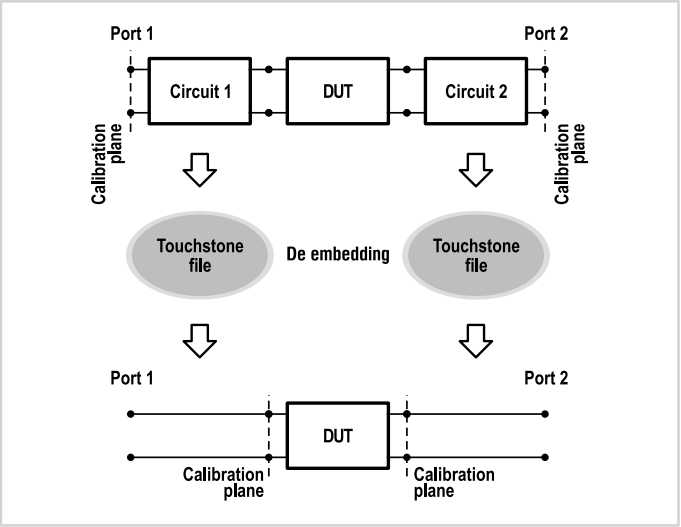 Port 1
Port 2
Circuit 1
DUT
Circuit 2
Calibration
plane
Calibration
plane
Touchstone
file
De embedding
Touchstone
file
Port 1
Port 2
DUT
Calibration
plane
Calibration
plane